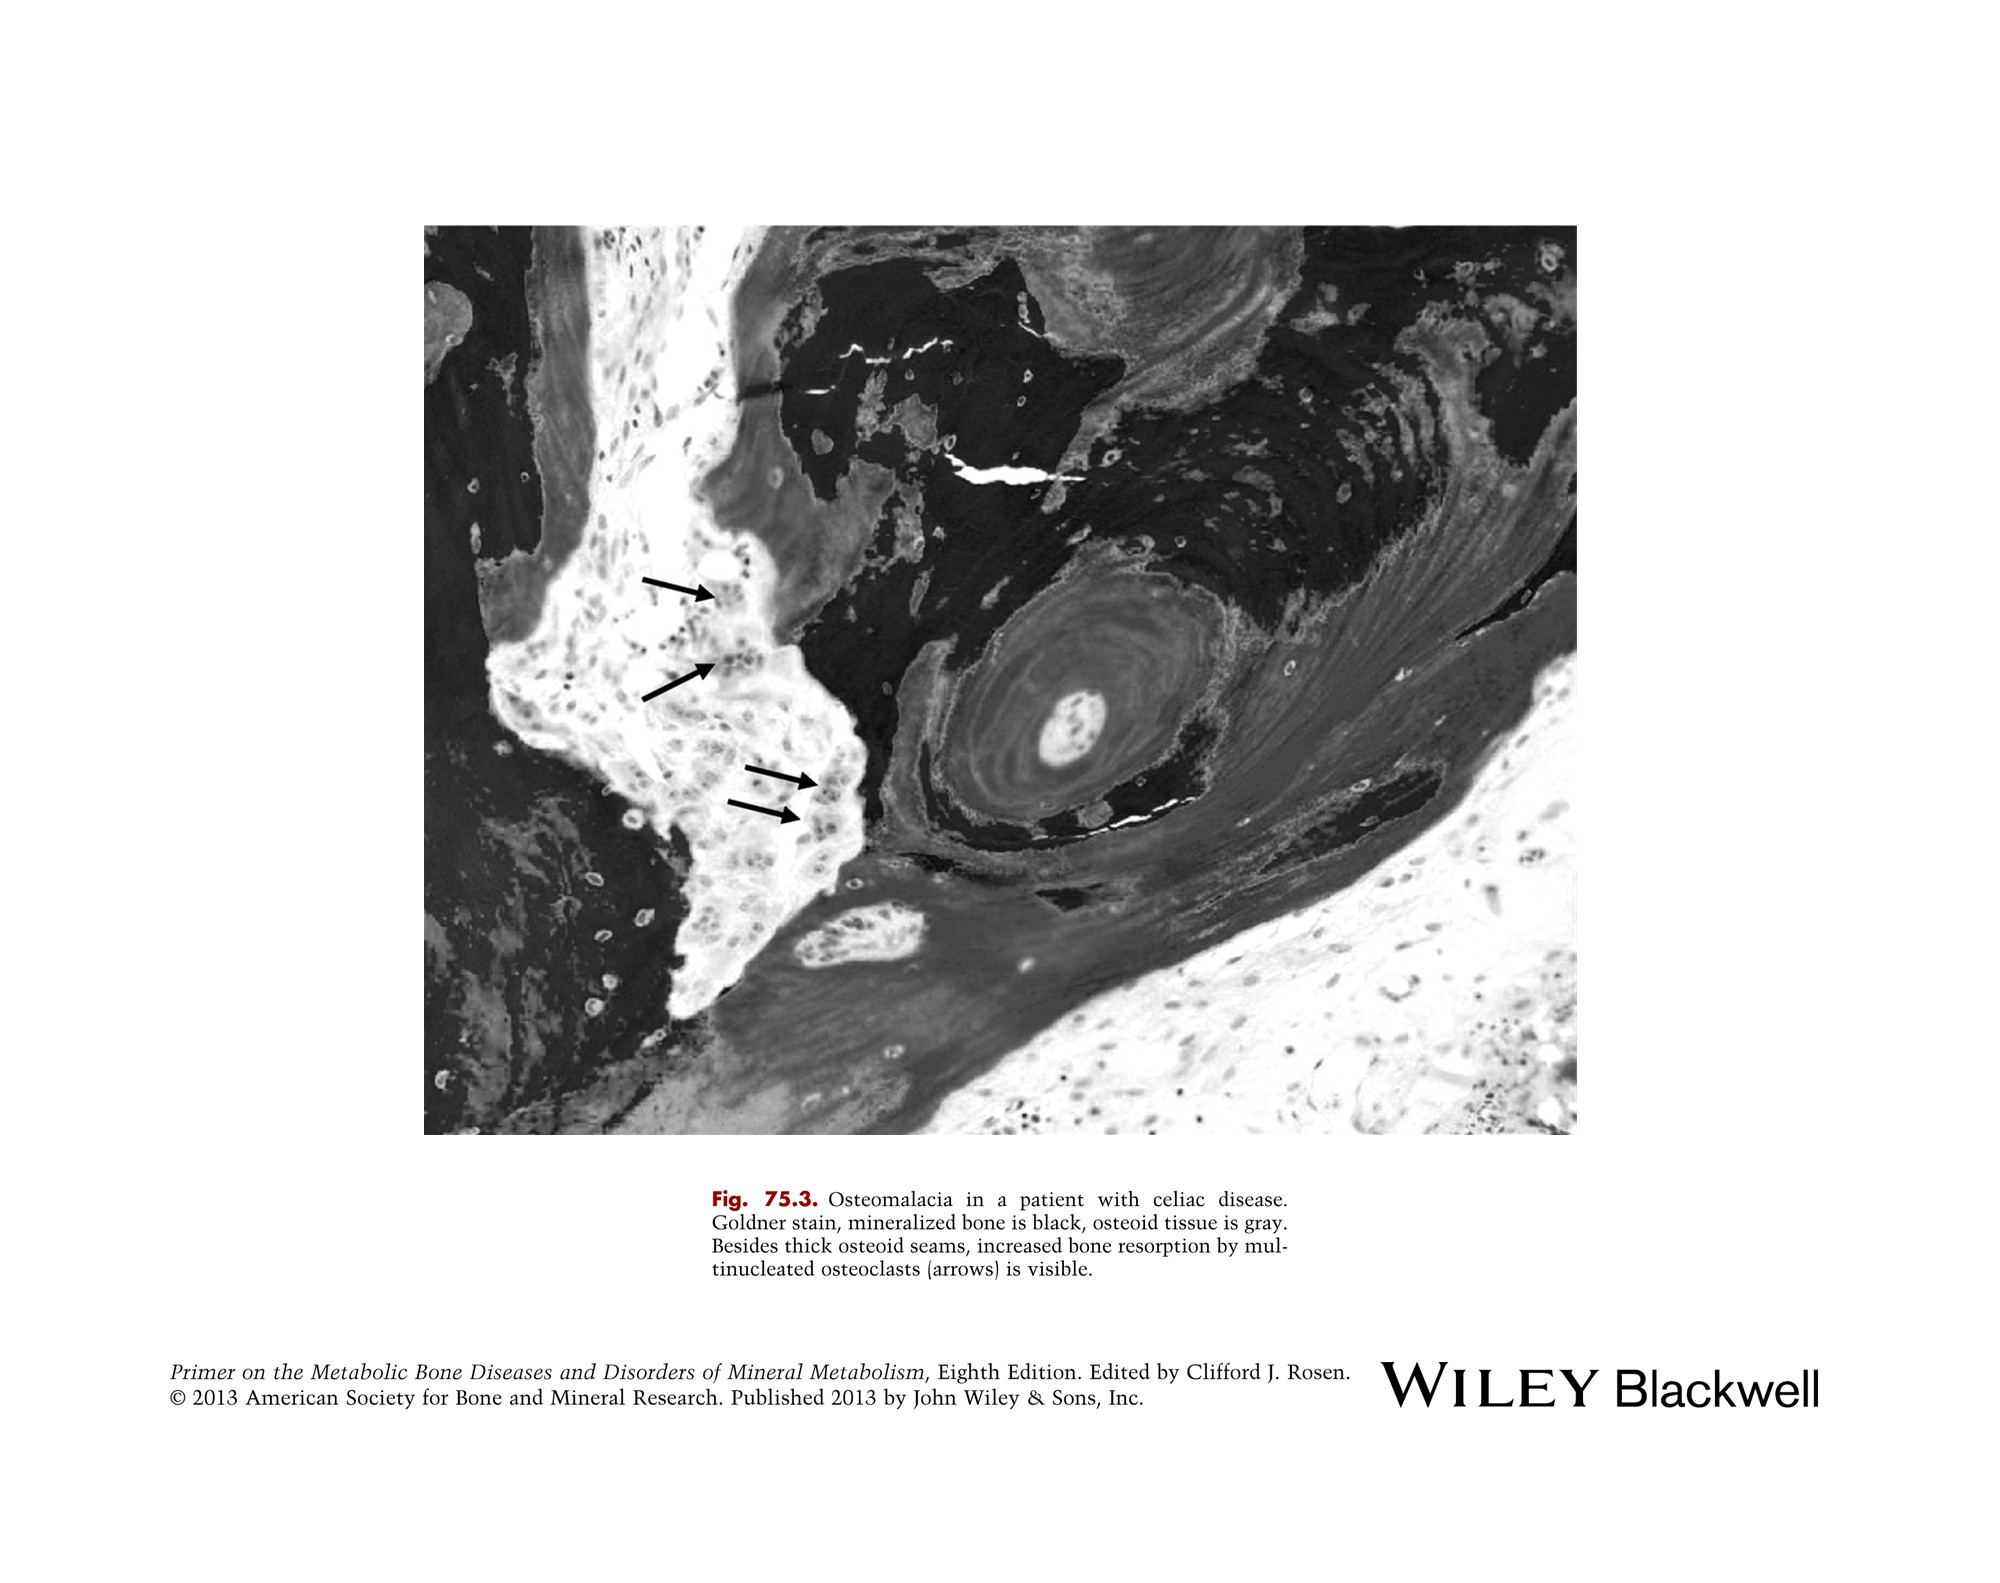 Fig. 75.3. Osteomalacia in a patient with celiac disease.
Goldner stain, mineralized bone is black, osteoid tissue is gray.
Besides thick osteoid seams, increased bone resorption by mul-
tinucleated osteoclasts (arrows) is visible.
Primer on the Metabolic Bone Diseases and Disorders of Mineral Metabolism, Eighth Edition. Edited by Clifford J. Rosen.
© 2013 American Society for Bone and Mineral Research. Published 2013 by John Wiley & Sons, Inc.
WILEY Blackwell